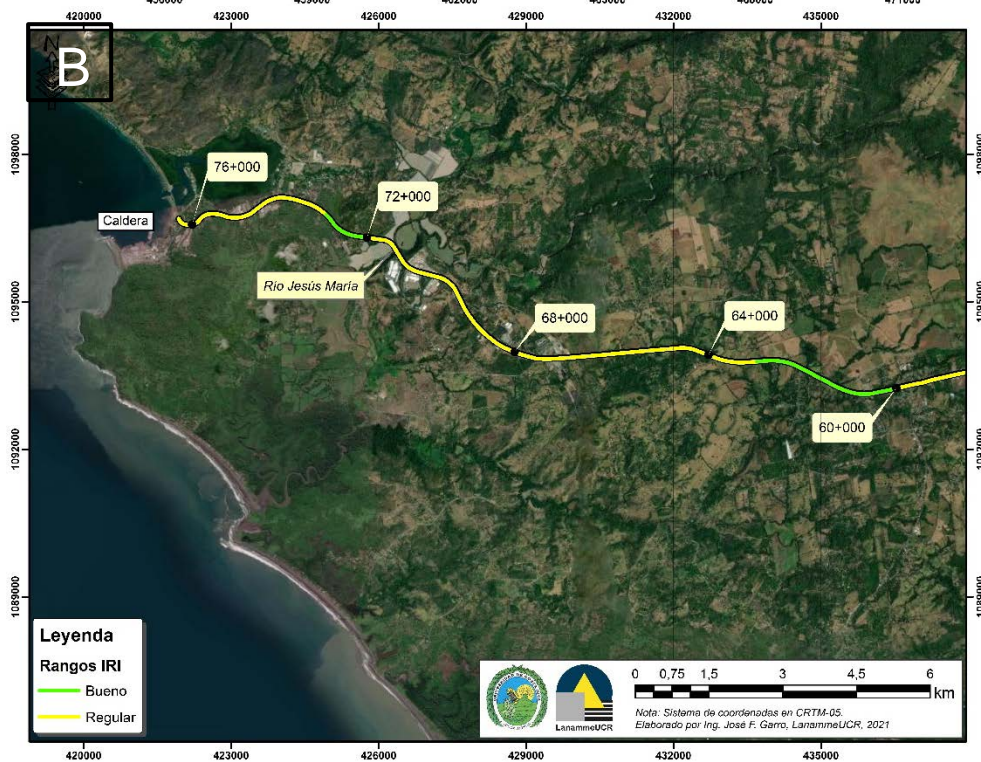 420000 423000 426000 429000 432000 435000
B
N
1098000 1098000
76+000
72+000
Caldera
Río Jesús María
1095000 1095000
68+000
64+000
60+000
1092000
1089000 1089000
Leyenda
Rangos IRI
Bueno
Regular
0 0,75 1,5 3 4,5 6
km
LanammeUCR
Nota: Sistema de coordenadas en CRTM-05.
Elaborado por Ing. José F. Garro, LanammeUCR, 2021
420000 423000 426000 429000 432000 435000